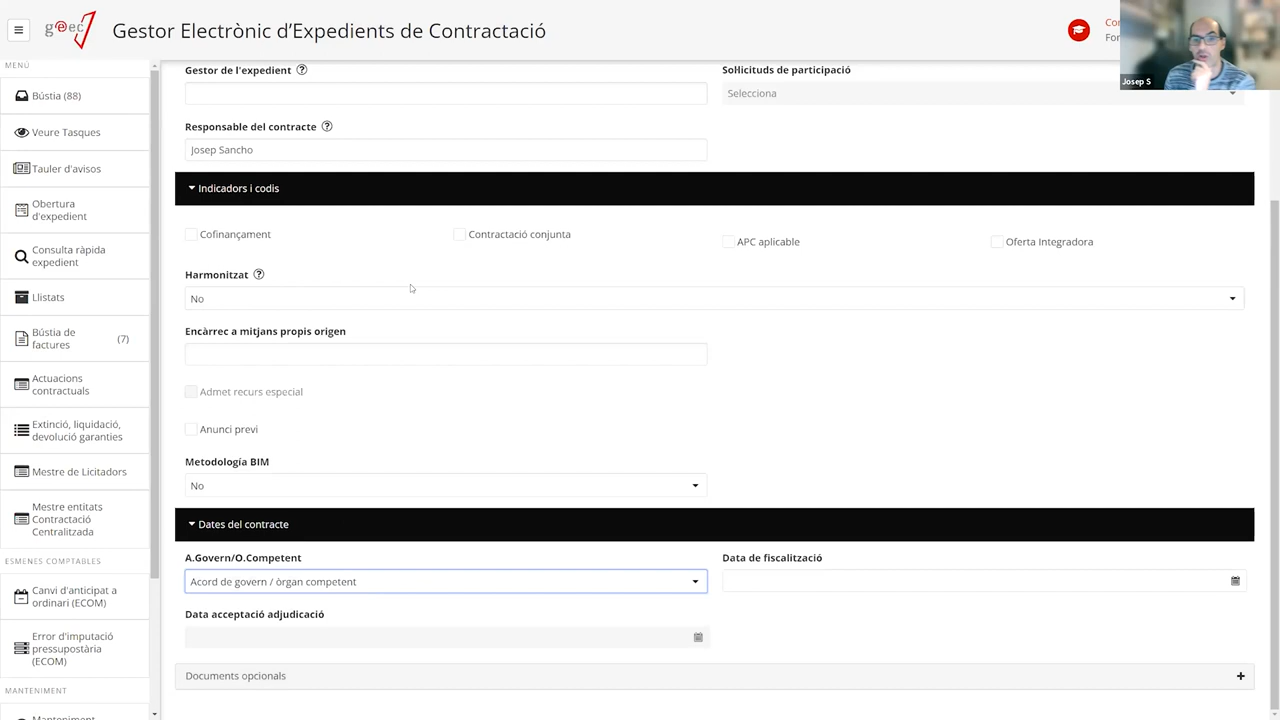 geec
Gestor Electrònic d'Expedients de Contractació
Josep S
MENÚ
Bústia (88)
Veure Tasques
Tauler d'avisos
Obertura
d'expedient
Consulta ràpida
expedient
Llistats
Bústia de
factures
(7)
Actuacions
contractuals
Extinció, liquidació,
devolució garanties
Mestre de Licitadors
Mestre entitats
Contractació
Centralitzada
ESMENES COMPTABLES
Canvi d'anticipat a
ordinari (ECOM)
Error d'imputació
pressupostària
(ECOM)
MANTENIMENT
Manteniment
Gestor de l'expedient ?
Sol·licituds de participació
Selecciona
Responsable del contracte ?
Josep Sancho
Indicadors i codis
Cofinançament
Contractació conjunta
APC aplicable
Oferta Integradora
Harmonitzat ?
No
Encàrrec a mitjans propis origen
Admet recurs especial
Anunci previ
Metodología BIM
No
Dates del contracte
A.Govern/O.Competent
Data de fiscalització
Acord de govern / òrgan competent
Data acceptació adjudicació
Documents opcionals +